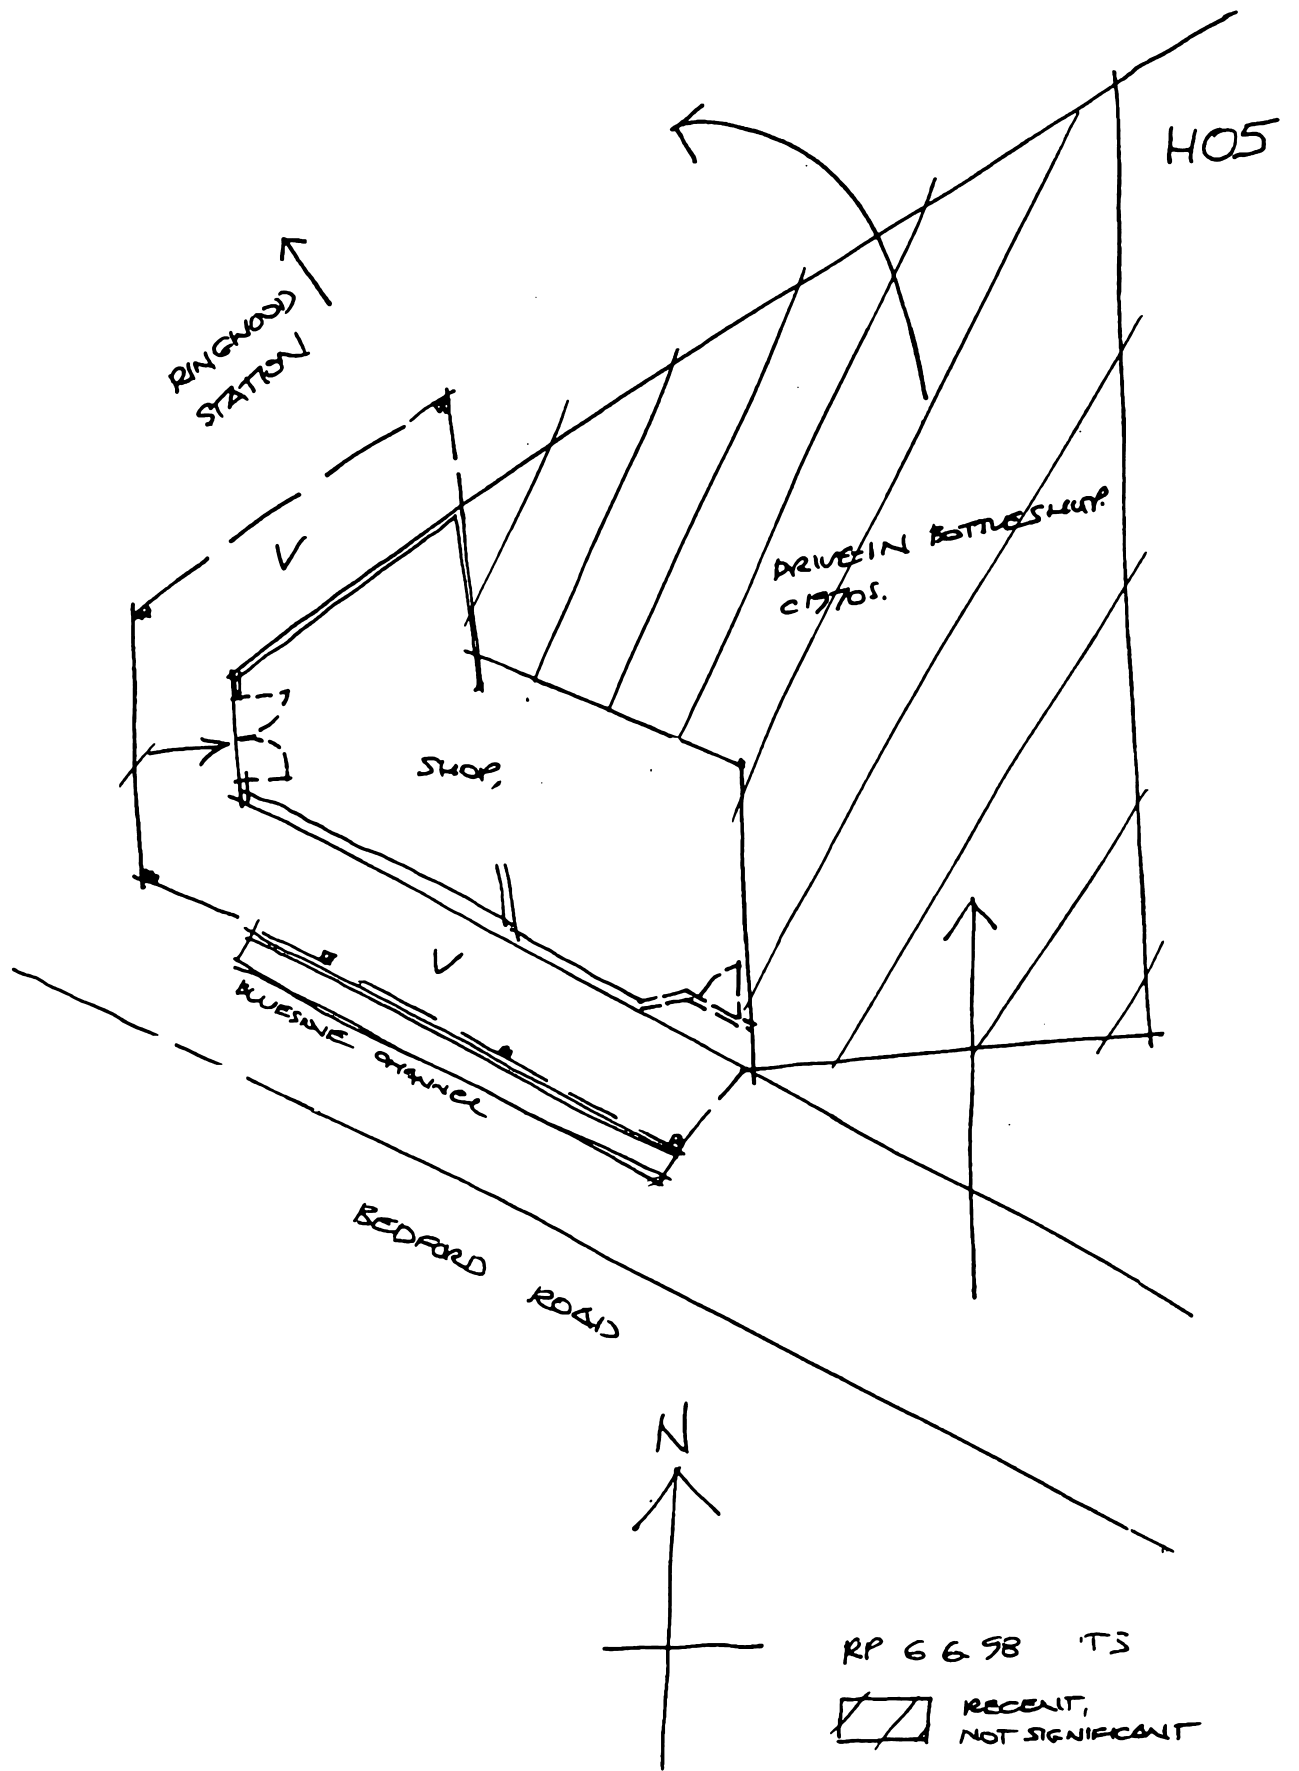 HO5
RINGWOOD
STATION
V
DRIVE-IN BOTTLESHOP.
C1970s.
SHOP.
V
BLUESTONE CHANNEL
BEDFORD ROAD
N
RP 6 6 98 TS
RECENT,
NOT SIGNIFICANT